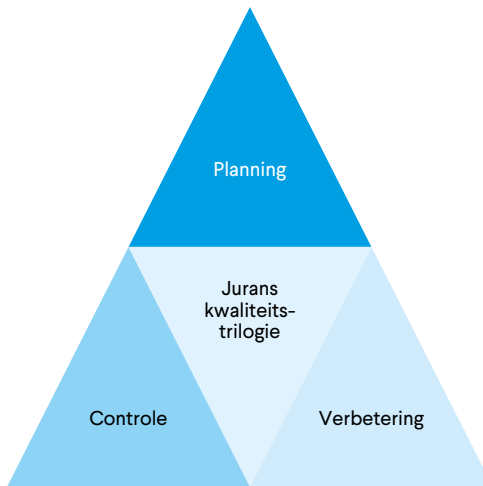 Planning
Jurans
kwaliteits-
trilogie
Controle
Verbetering